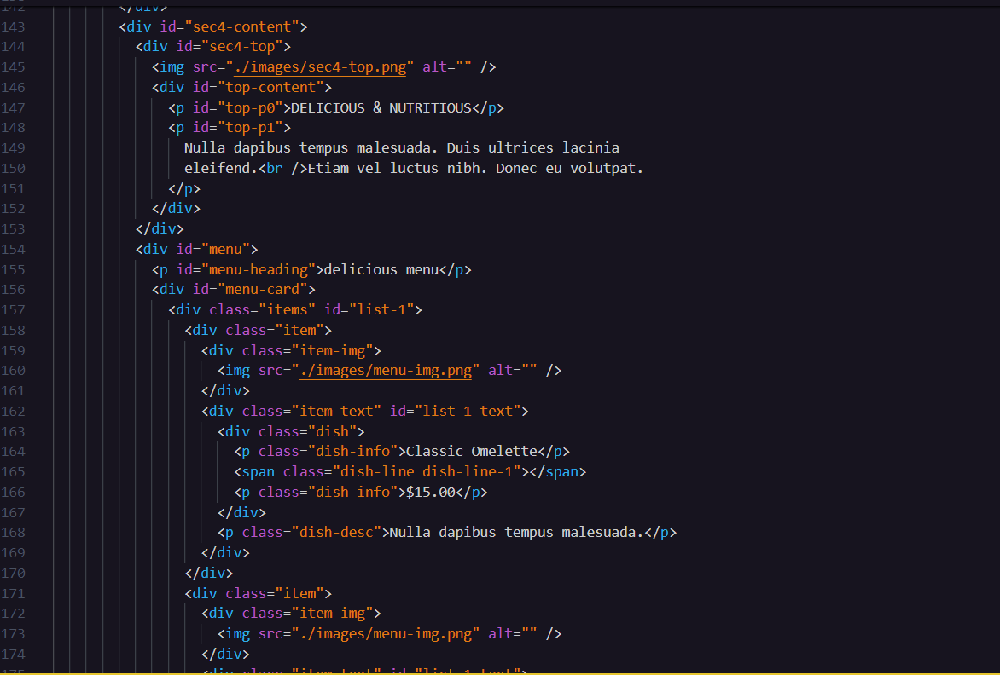 142 </div>
143 <div id="sec4-content">
144 <div id="sec4-top">
145 <img src="./images/sec4-top.png" alt="" />
146 <div id="top-content">
147 <p id="top-p0">DELICIOUS & NUTRITIOUS</p>
148 <p id="top-p1">
149 Nulla dapibus tempus malesuada. Duis ultrices lacinia
150 eleifend.<br />Etiam vel luctus nibh. Donec eu volutpat.
151 </p>
152 </div>
153 </div>
154 <div id="menu">
155 <p id="menu-heading">delicious menu</p>
156 <div id="menu-card">
157 <div class="items" id="list-1">
158 <div class="item">
159 <div class="item-img">
160 <img src="./images/menu-img.png" alt="" />
161 </div>
162 <div class="item-text" id="list-1-text">
163 <div class="dish">
164 <p class="dish-info">Classic Omelette</p>
165 <span class="dish-line dish-line-1"></span>
166 <p class="dish-info">$15.00</p>
167 </div>
168 <p class="dish-desc">Nulla dapibus tempus malesuada.</p>
169 </div>
170 </div>
171 <div class="item">
172 <div class="item-img">
173 <img src="./images/menu-img.png" alt="" />
174 </div>
175 <div class="item-text" id="list-1-text">